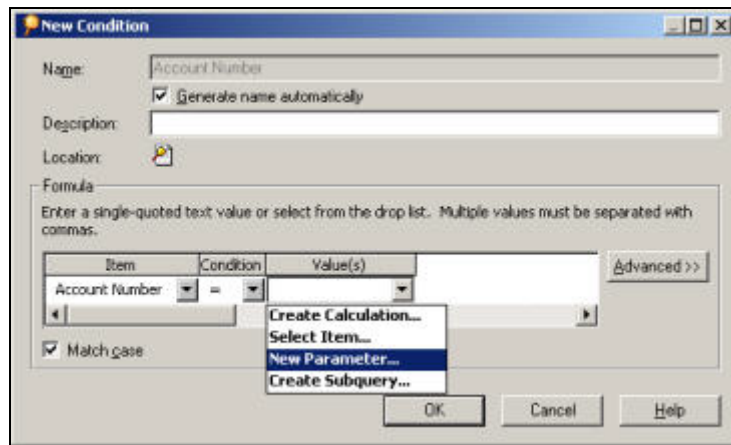 New Condition
Name: Account Number
Generate name automatically
Description:
Location:
Formula
Enter a single-quoted text value or select from the drop list. Multiple values must be separated with
commas.
Item Condition Value(s)
Advanced >>
Account Number =
Create Calculation...
Select Item...
Match case
New Parameter...
Create Subquery...
OK Cancel Help